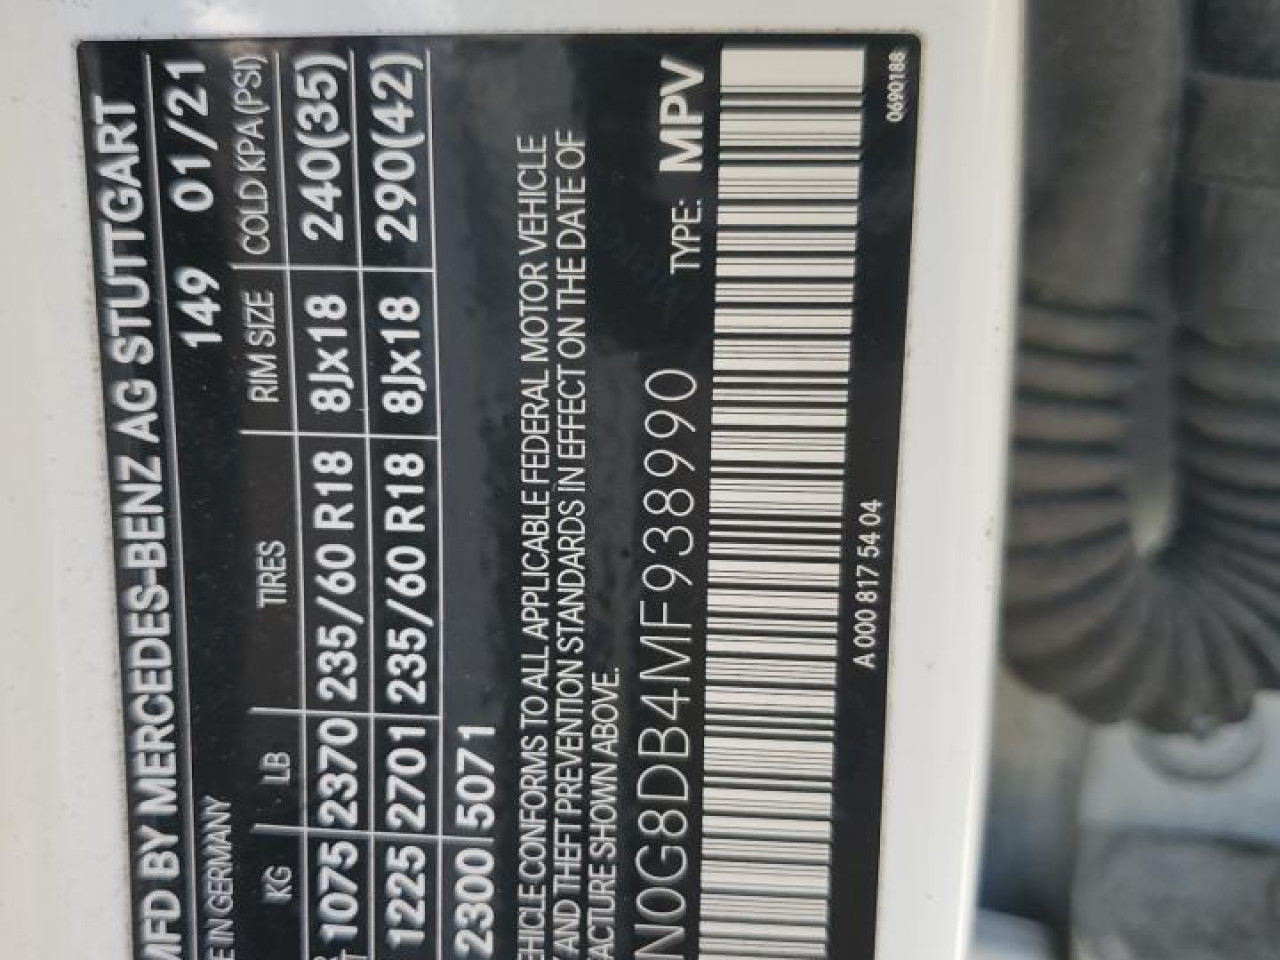 MFD BY MERCEDES-BENZ AG STUTTGART
E IN GERMANY 149 01/21
KG LB TIRES RIM SIZE COLD KPA(PSI)
1075 2370 235/60 R18 8Jx18 240(35)
1225 2701 235/60 R18 8Jx18 290(42)
2300 5071
EHICLE CONFORMS TO ALL APPLICABLE FEDERAL MOTOR VEHICLE
Y AND THEFT PREVENTION STANDARDS IN EFFECT ON THE DATE OF
FACTURE SHOWN ABOVE.
N0G8DB4MF938990 TYPE: MPV
A 000 817 54 04
Q690188